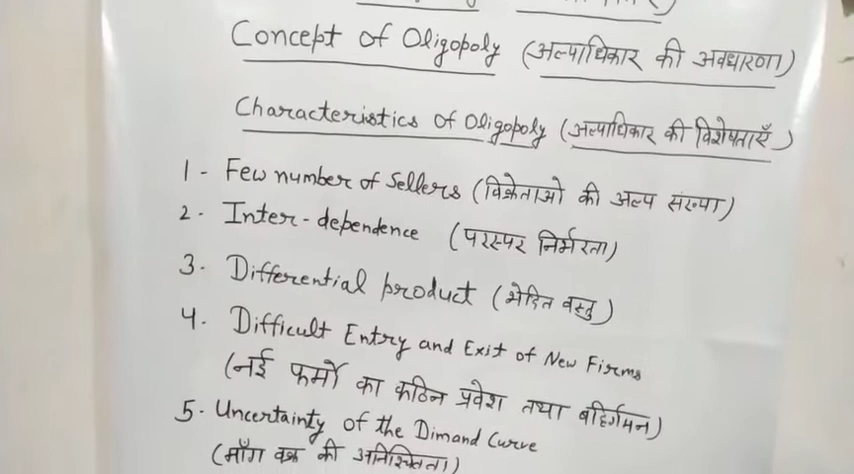 Concept of Oligopoly (अल्पाधिकार की अवधारणा)
Characteristics of Oligopoly (अल्पाधिकार की विशेषताएँ)
1 - Few number of Sellers (विक्रेताओ की अल्प संख्या)
2 - Inter-dependence (परस्पर निर्भरता)
3 - Differential product (भेदित वस्तु)
4 - Difficult Entry and Exit of New Firms
(नई फर्मो का कठिन प्रवेश तथा बहिर्गमन)
5 - Uncertainty of the Dimand Curve
(माँग वक्र की अनिश्चितता)